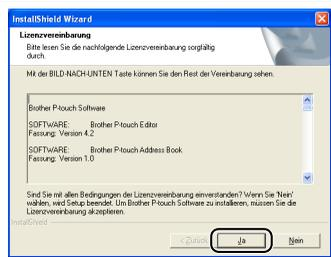 InstallShield Wizard
Lizenzvereinbarung
Bitte lesen Sie die nachfolgende Lizenzvereinbarung sorgfältig
durch.
Mit der BILD-NACH-UNTEN Taste können Sie den Rest der Vereinbarung sehen.
Brother P-touch Software
SOFTWARE: Brother P-touch Editor
Fassung: Version 4.2
SOFTWARE: Brother P-touch Address Book
Fassung: Version 1.0
Sind Sie mit allen Bedingungen der Lizenzvereinbarung einverstanden? Wenn Sie 'Nein'
wählen, wird Setup beendet. Um Brother P-touch Software zu installieren, müssen Sie die
Lizenzvereinbarung akzeptieren.
InstallShield
< Zurück Ja Nein